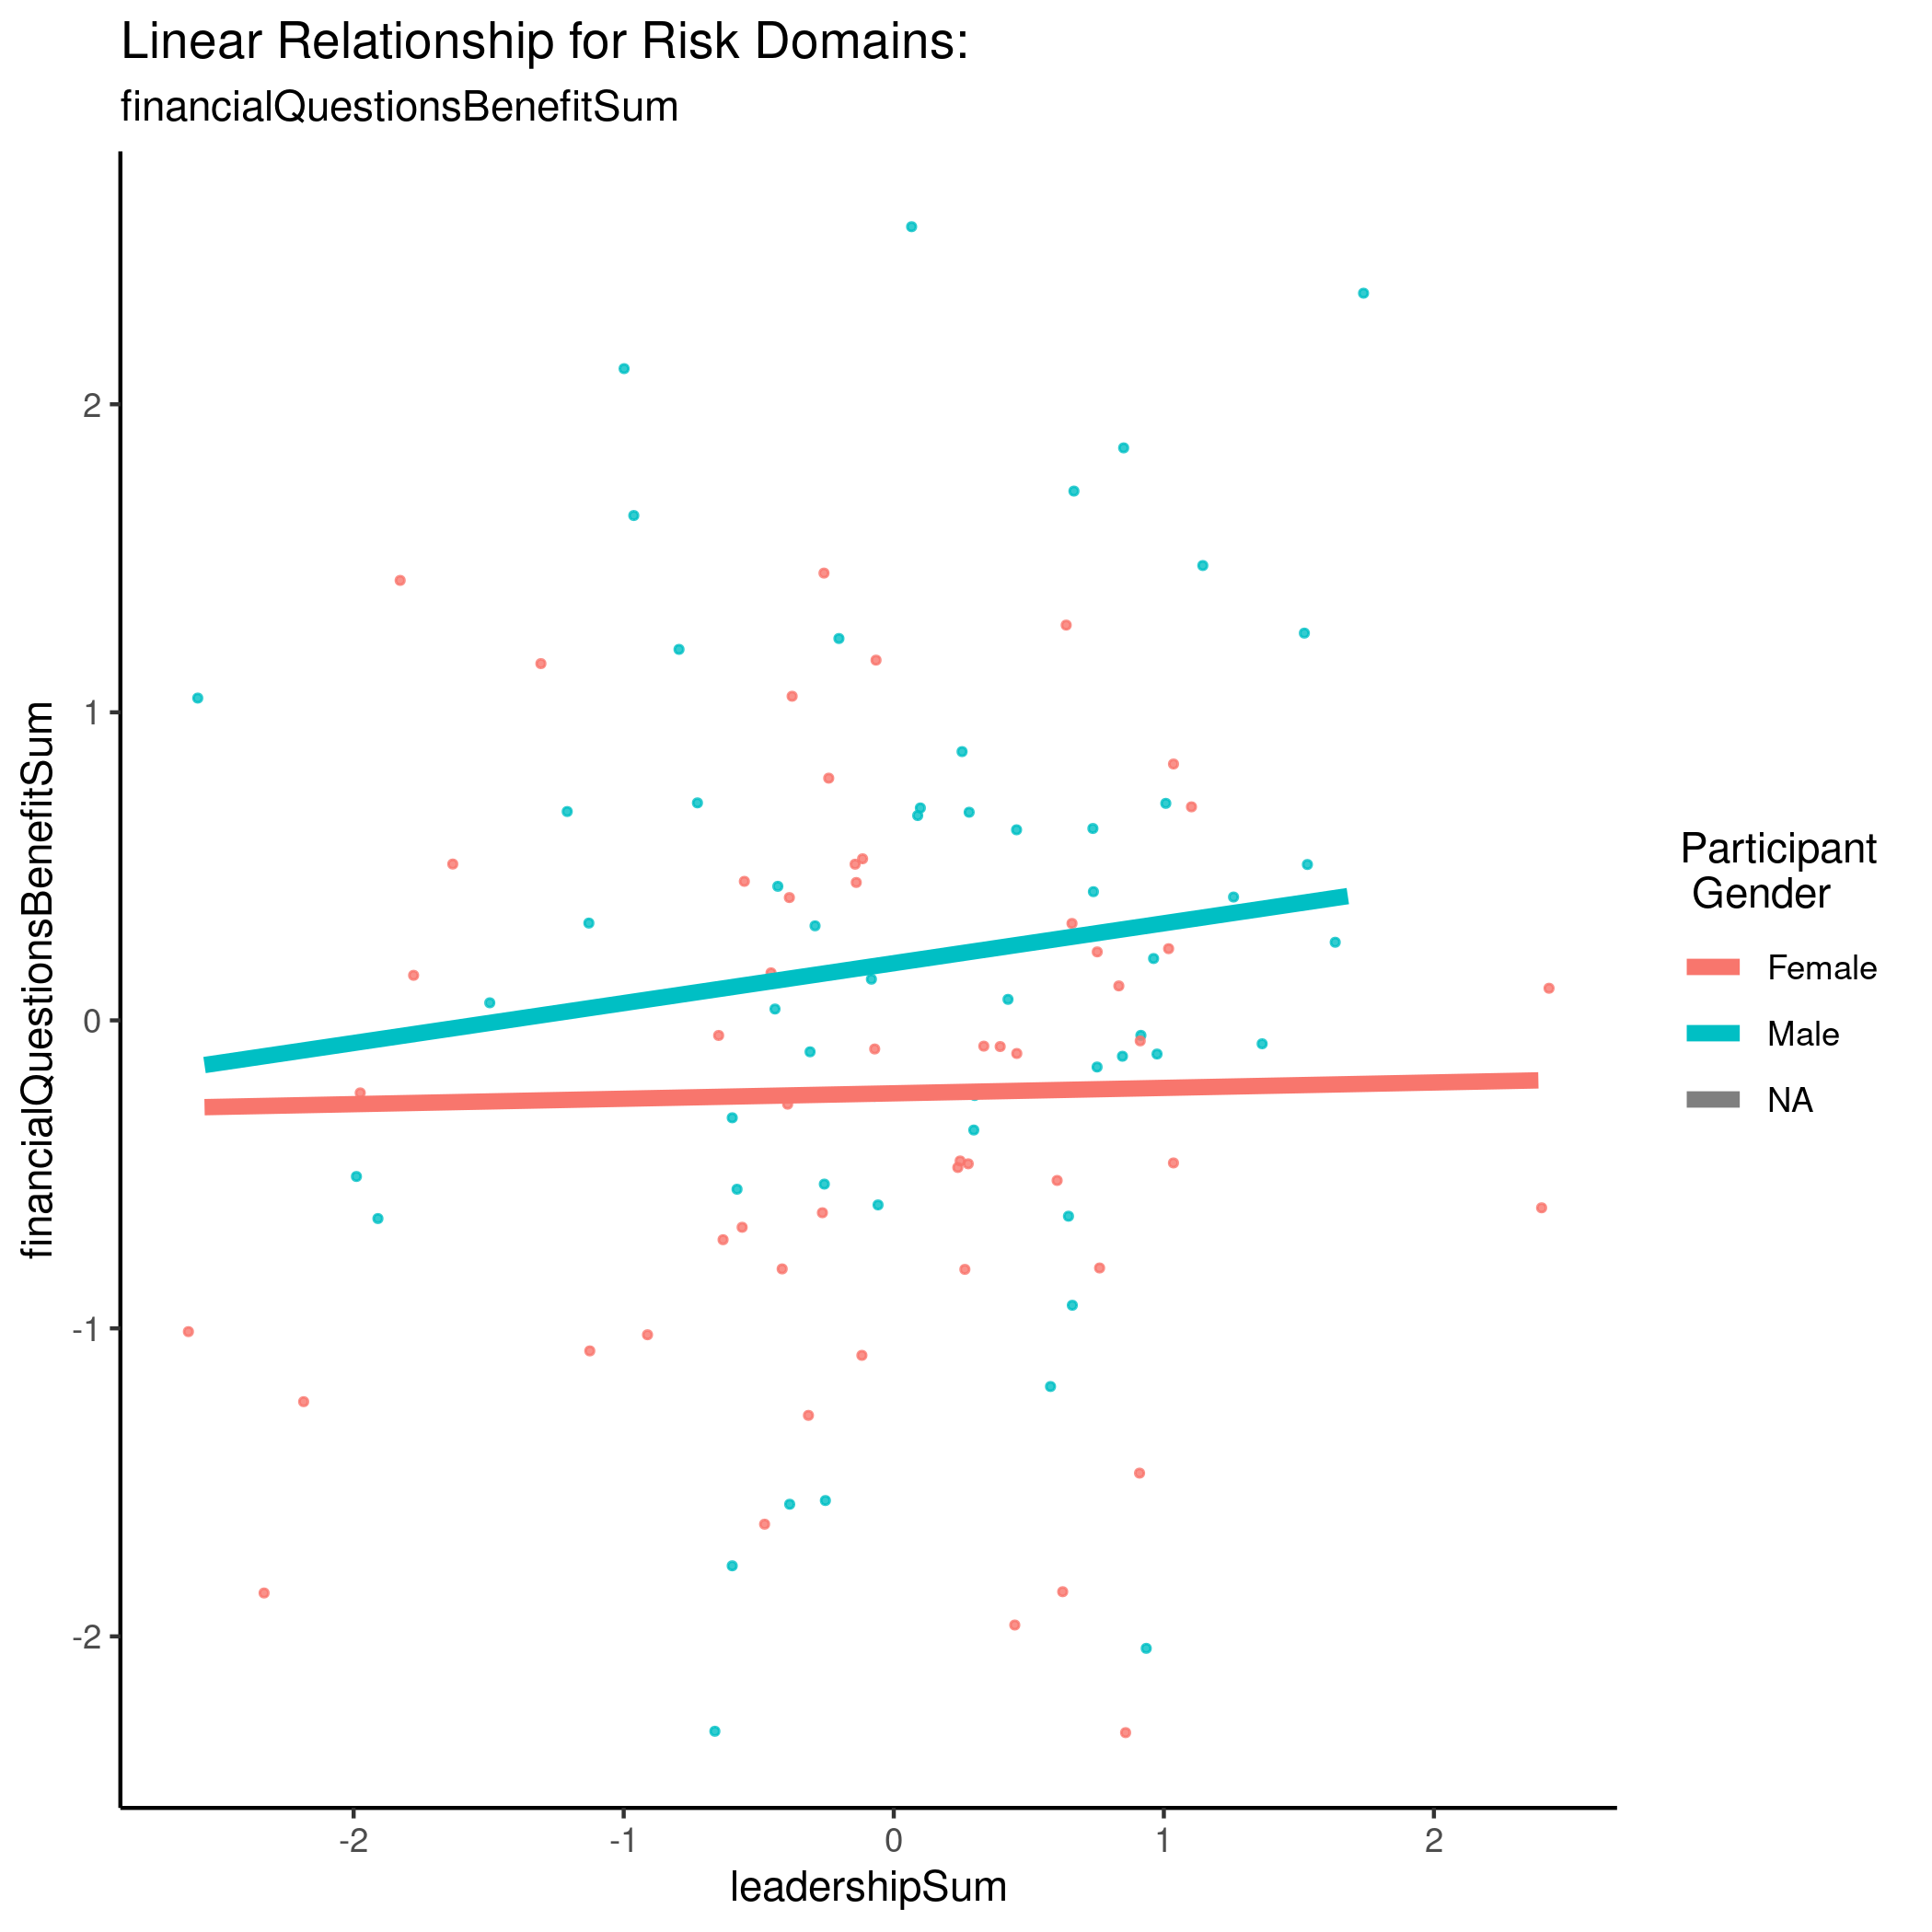 Linear Relationship for Risk Domains:
financialQuestionsBenefitSum
financialQuestionsBenefitSum
2
1
0
-1
-2
-2
-1
0
1
2
leadershipSum
Participant
Gender
Female
Male
NA